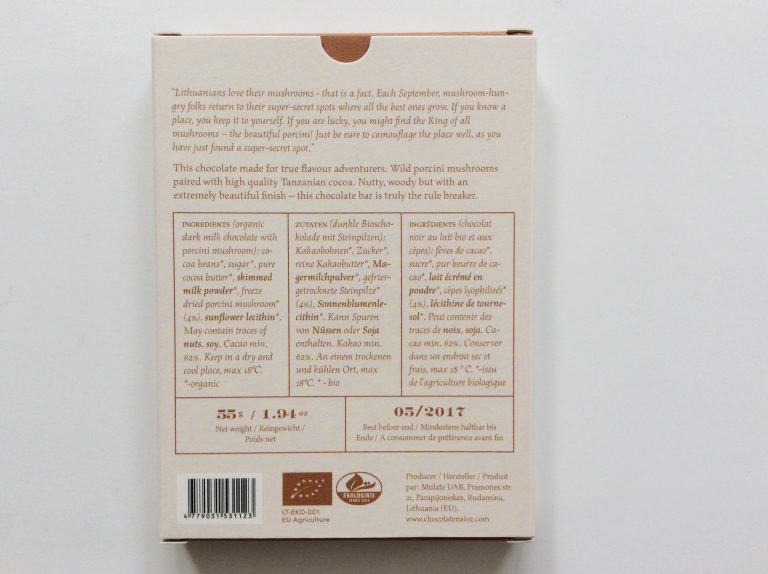 "Lithuanians love their mushrooms - that is a fact. Each September, mushroom-hun-
gry folks return to their super-secret spots where all the best ones grow. If you know a
place, you keep it to yourself. If you are lucky, you might find the King of all
mushrooms – the beautiful porcini! Just be sure to camouflage the place well, as you
have just found a super-secret spot."
This chocolate made for true flavour adventurers. Wild porcini mushrooms
paired with high quality Tanzanian cocoa. Nutty, woody but with an
extremely beautiful finish – this chocolate bar is truly the rule breaker.
INGREDIENTS (organic
dark milk chocolate with
porcini mushroom): co-
coa beans*, sugar*, pure
cocoa butter*, skimmed
milk powder*, freeze
dried porcini mushroom*
(4%), sunflower lecithin*.
May contain traces of
nuts, soy. Cacao min.
62%. Keep in a dry and
cool place, max 18°C.
*-organic
ZUTATEN (dunkle Bioscho-
kolade mit Steinpilzen):
Kakaobohnen*, Zucker*,
reine Kakaobutter*, Ma-
germilchpulver*, gefrier-
getrocknete Steinpilze*
(4%), Sonnenblumenle-
cithin*. Kann Spuren
von Nüssen oder Soja
enthalten. Kakao min.
62%. An einem trockenen
und kühlen Ort, max
18°C. * - bio
INGRÉDIENTS (chocolat
noir au lait bio et aux
cèpes): fèves de cacao*,
sucre*, pur beurre de ca-
cao*, lait écrémé en
poudre*, cèpes lyophilisés*
(4%), lécithine de tourne-
sol*. Peut contenir des
traces de noix, soja. Ca-
cao min. 62%. Conserver
dans un endroit sec et
frais, max 18 ° C. *-issu
de l'agriculture biologique
55g / 1.94 oz
Net weight / Reingewicht /
Poids net
05/2017
Best before end / Mindestens haltbar bis
Ende / A consommer de préférence avant fin
4 779031 531123
LT-EKO-001
EU Agriculture
EKOLOGINIS
Producer / Hersteller / Produit
par: Mulate UAB, Pramones str.
21, Parapijoniskes, Rudamina,
Lithuania (EU),
www.chocolatenaive.com